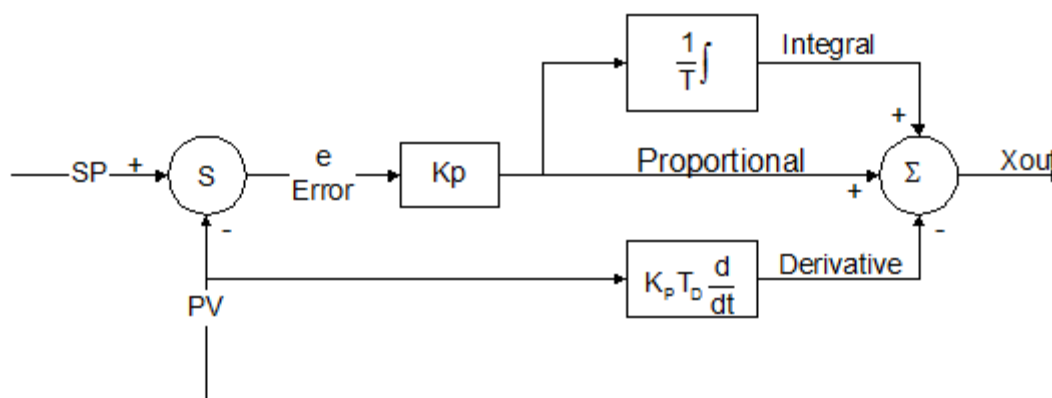 1/T ∫
Integral
+
SP
+
S
e
Error
Kp
Proportional
+
Σ
Xout
-
-
PV
K_P T_D d/dt
Derivative